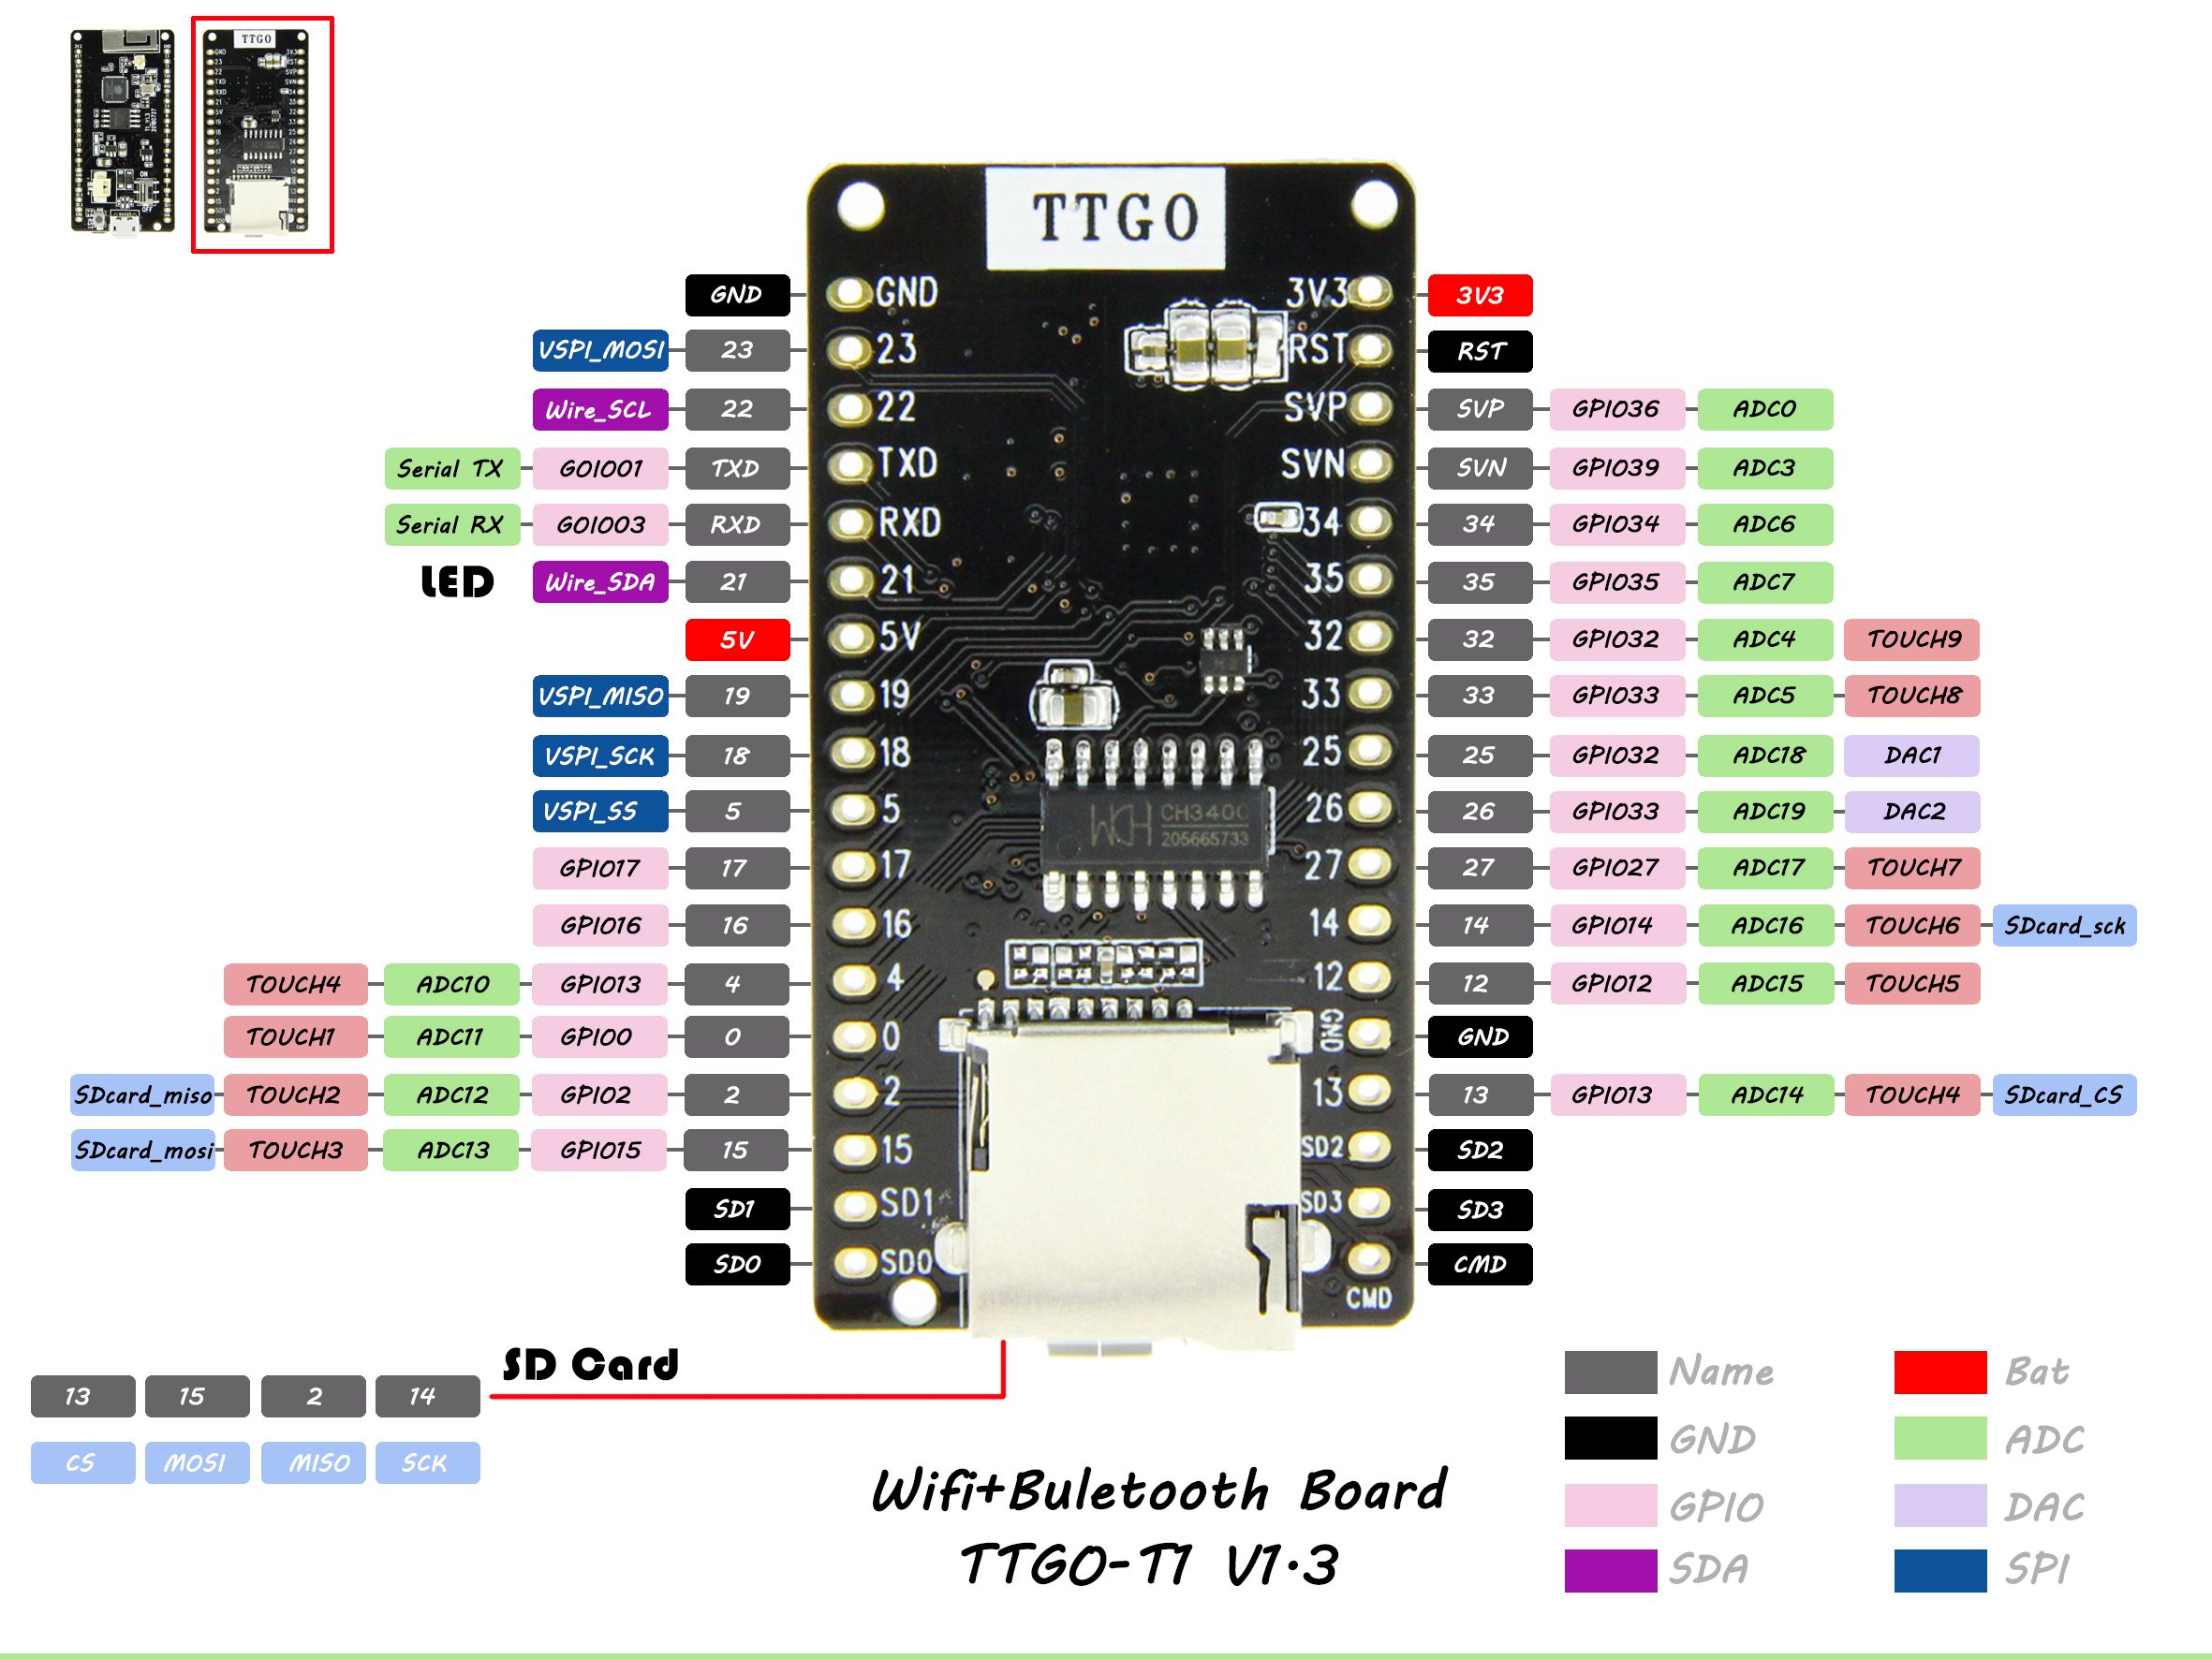 TTGO
TTGO
GND GND 3V3 3V3
VSPI_MOSI 23 23 RST RST
Wire_SCL 22 22 SVP SVP GPIO36 ADC0
Serial TX GOIO01 TXD TXD SVN SVN GPIO39 ADC3
Serial RX GOIO03 RXD RXD 34 34 GPIO34 ADC6
LED Wire_SDA 21 21 35 35 GPIO35 ADC7
5V 5V 32 32 GPIO32 ADC4 TOUCH9
VSPI_MISO 19 19 33 33 GPIO33 ADC5 TOUCH8
VSPI_SCK 18 18 25 25 GPIO32 ADC18 DAC1
VSPI_SS 5 5 WCH CH340C 26 26 GPIO33 ADC19 DAC2
205665733
GPIO17 17 17 27 27 GPIO27 ADC17 TOUCH7
GPIO16 16 16 14 14 GPIO14 ADC16 TOUCH6 SDcard_sck
TOUCH4 ADC10 GPIO13 4 4 12 12 GPIO12 ADC15 TOUCH5
TOUCH1 ADC11 GPIO0 0 0 GND GND
SDcard_miso TOUCH2 ADC12 GPIO2 2 2 13 13 GPIO13 ADC14 TOUCH4 SDcard_CS
SDcard_mosi TOUCH3 ADC13 GPIO15 15 15 SD2 SD2
SD1 SD1 SD3 SD3
SD0 SD0 CMD
CMD
SD Card
13 15 2 14
CS MOSI MISO SCK
Wifi+Buletooth Board
TTGO-T1 V1.3
Name Bat
GND ADC
GPIO DAC
SDA SPI